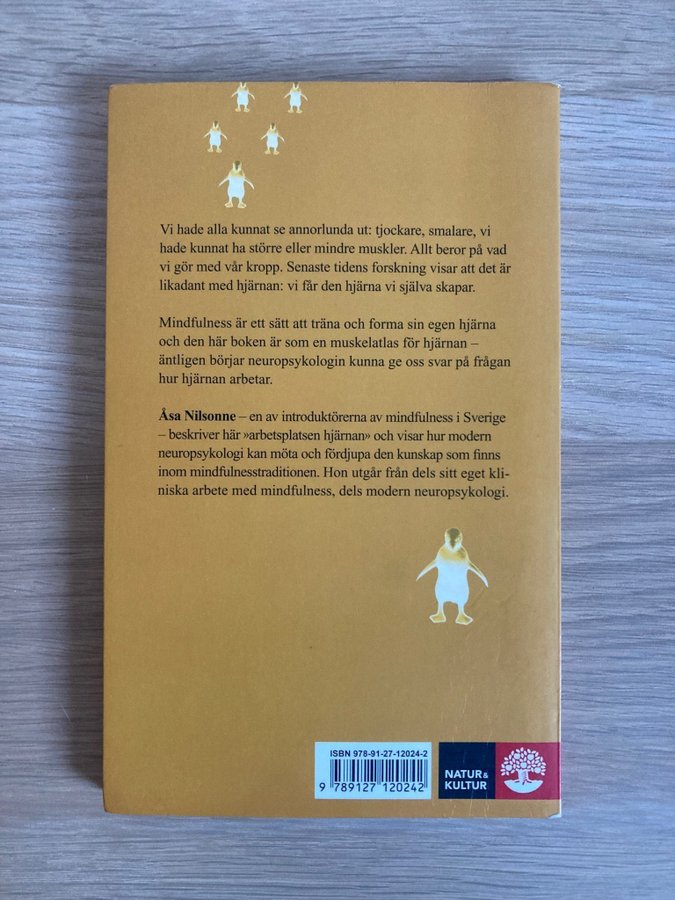 Vi hade alla kunnat se annorlunda ut: tjockare, smalare, vi
hade kunnat ha större eller mindre muskler. Allt beror på vad
vi gör med vår kropp. Senaste tidens forskning visar att det är
likadant med hjärnan: vi får den hjärna vi själva skapar.
Mindfulness är ett sätt att träna och forma sin egen hjärna
och den här boken är som en muskelatlas för hjärnan –
äntligen börjar neuropsykologin kunna ge oss svar på frågan
hur hjärnan arbetar.
Åsa Nilsonne – en av introduktörerna av mindfulness i Sverige
– beskriver här »arbetsplatsen hjärnan» och visar hur modern
neuropsykologi kan möta och fördjupa den kunskap som finns
inom mindfulnesstraditionen. Hon utgår från dels sitt eget kli-
niska arbete med mindfulness, dels modern neuropsykologi.
ISBN 978-91-27-12024-2
9 789127 120242
NATUR &
KULTUR